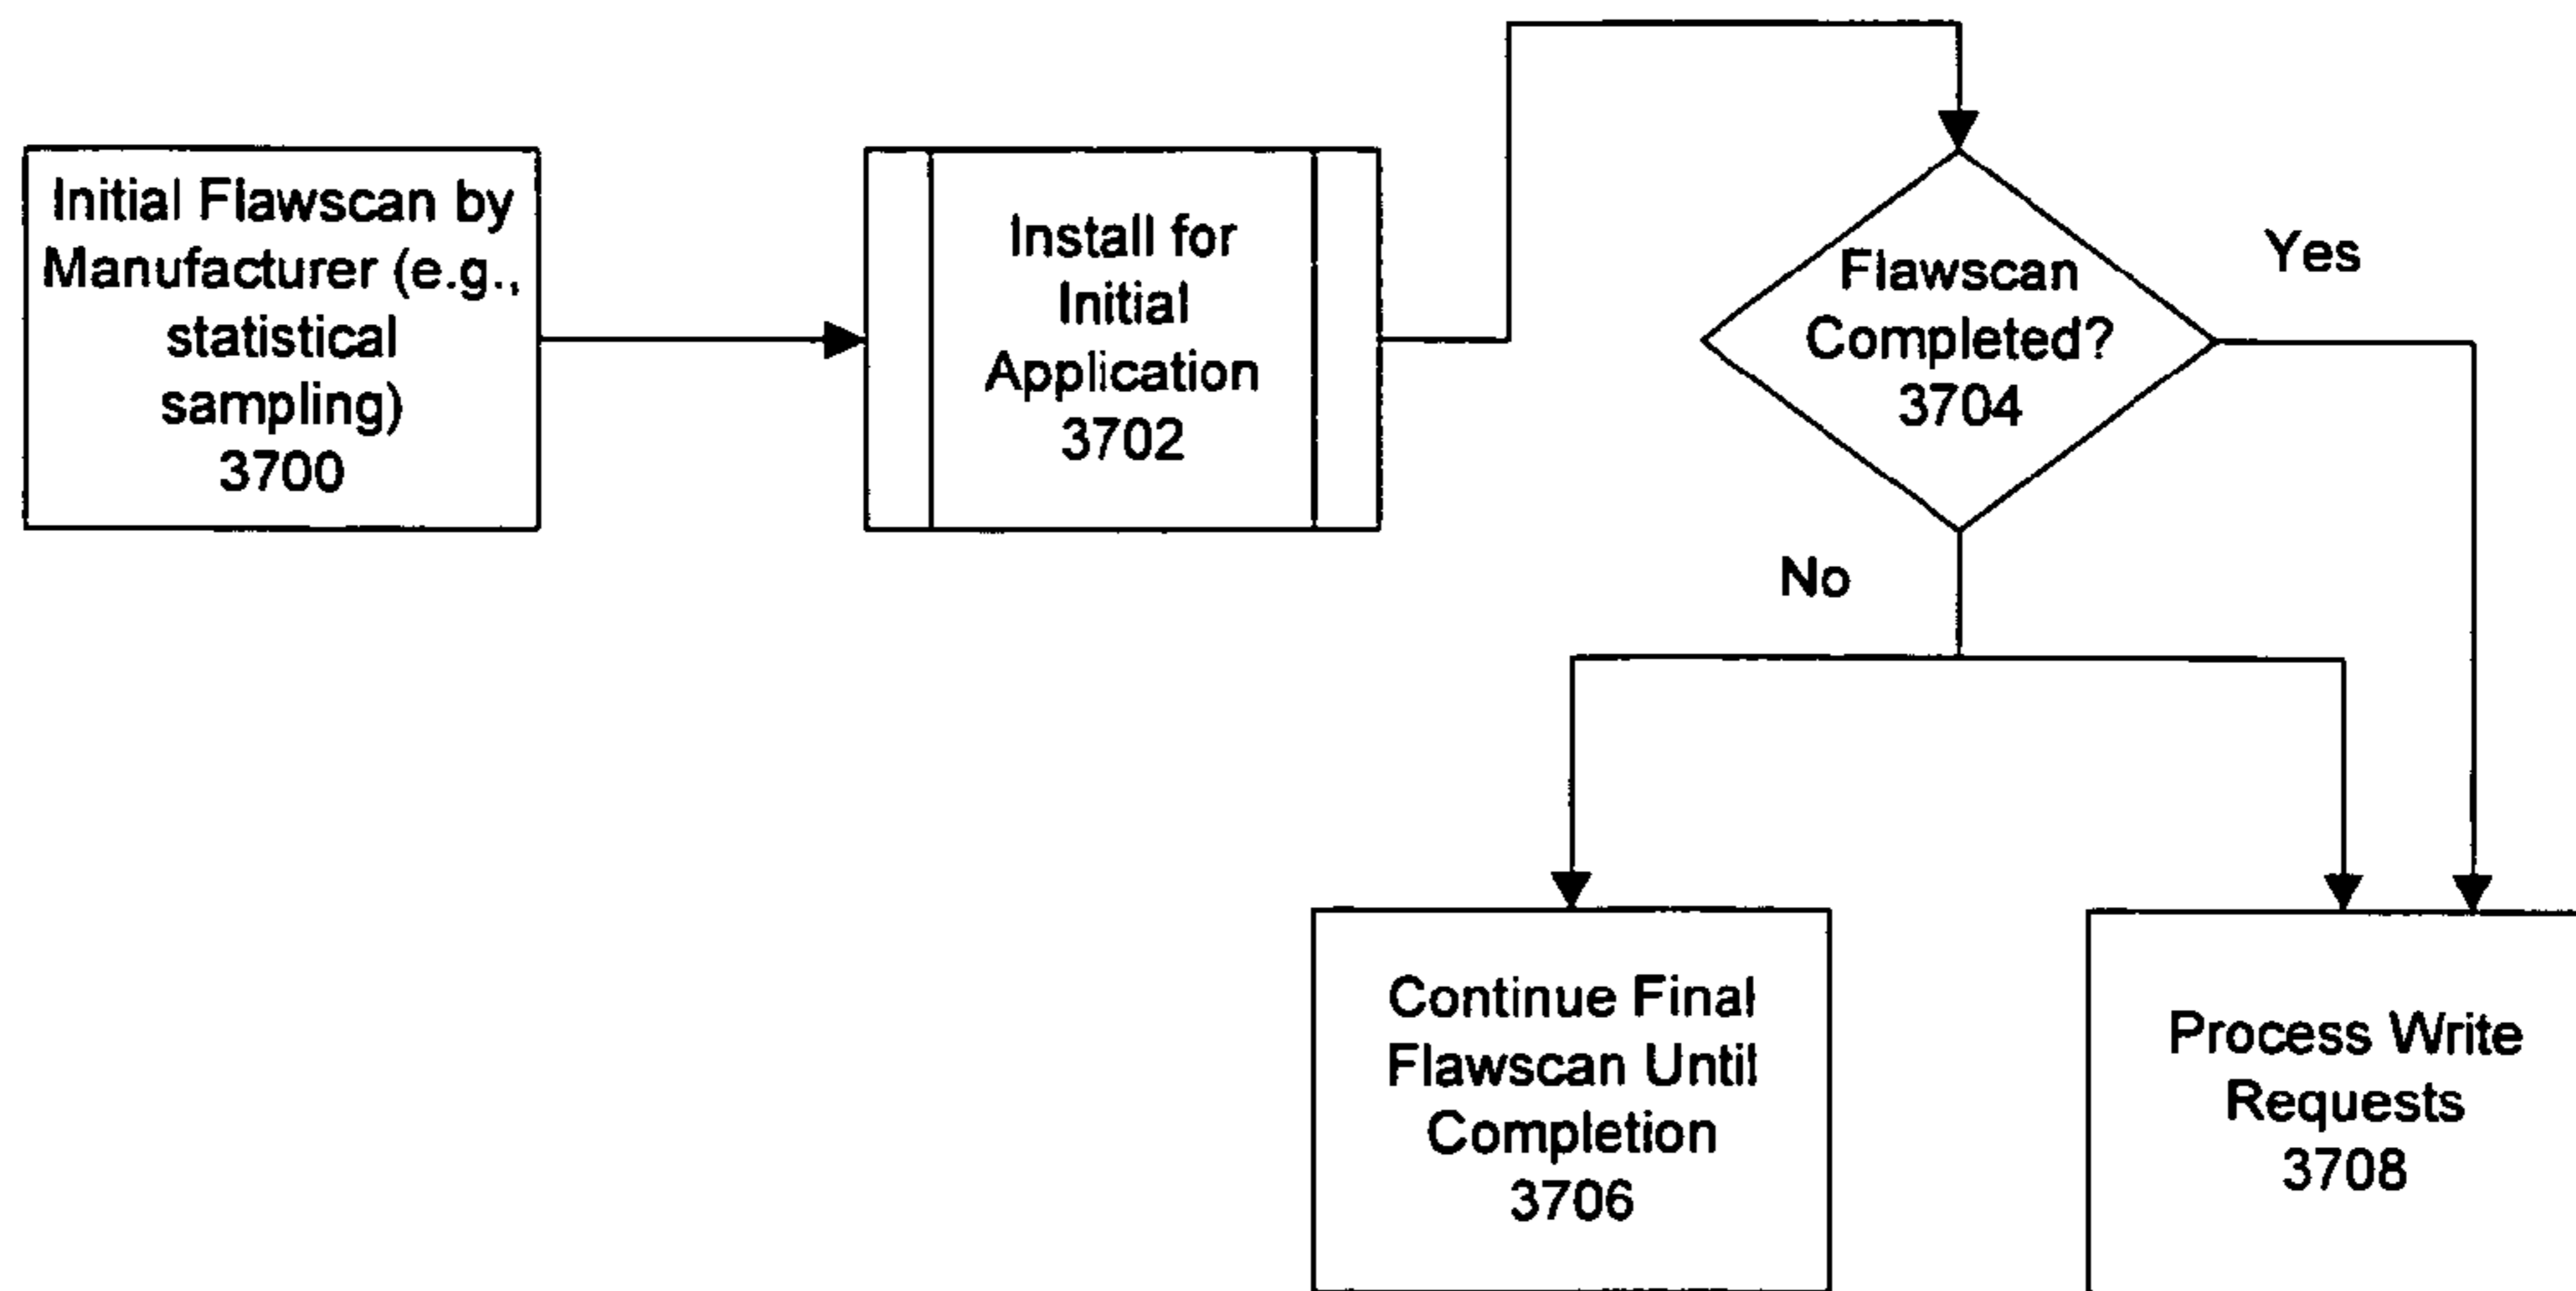 Initial Flawscan by
Manufacturer (e.g.,
statistical
sampling)
3700
Install for
Initial
Application
3702
Flawscan
Completed?
3704
Yes
No
Continue Final
Flawscan Until
Completion
3706
Process Write
Requests
3708